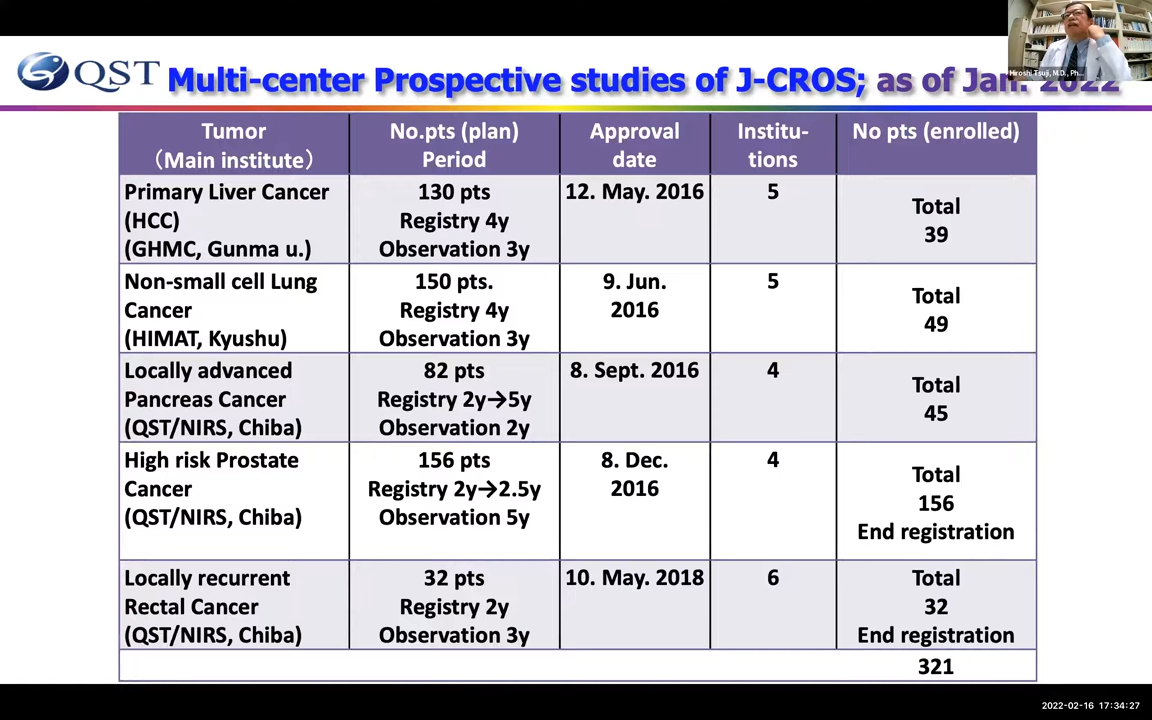 QST
Multi-center Prospective studies of J-CROS; as of Jan. 2022
Hiroshi Tsuji, M.D., Ph...
Tumor
(Main institute)
No.pts (plan)
Period
Approval
date
Institu-
tions
No pts (enrolled)
Primary Liver Cancer
(HCC)
(GHMC, Gunma u.)
130 pts
Registry 4y
Observation 3y
12. May. 2016
5
Total
39
Non-small cell Lung
Cancer
(HIMAT, Kyushu)
150 pts.
Registry 4y
Observation 3y
9. Jun.
2016
5
Total
49
Locally advanced
Pancreas Cancer
(QST/NIRS, Chiba)
82 pts
Registry 2y→5y
Observation 2y
8. Sept. 2016
4
Total
45
High risk Prostate
Cancer
(QST/NIRS, Chiba)
156 pts
Registry 2y→2.5y
Observation 5y
8. Dec.
2016
4
Total
156
End registration
Locally recurrent
Rectal Cancer
(QST/NIRS, Chiba)
32 pts
Registry 2y
Observation 3y
10. May. 2018
6
Total
32
End registration
321
2022-02-16 17:34:27